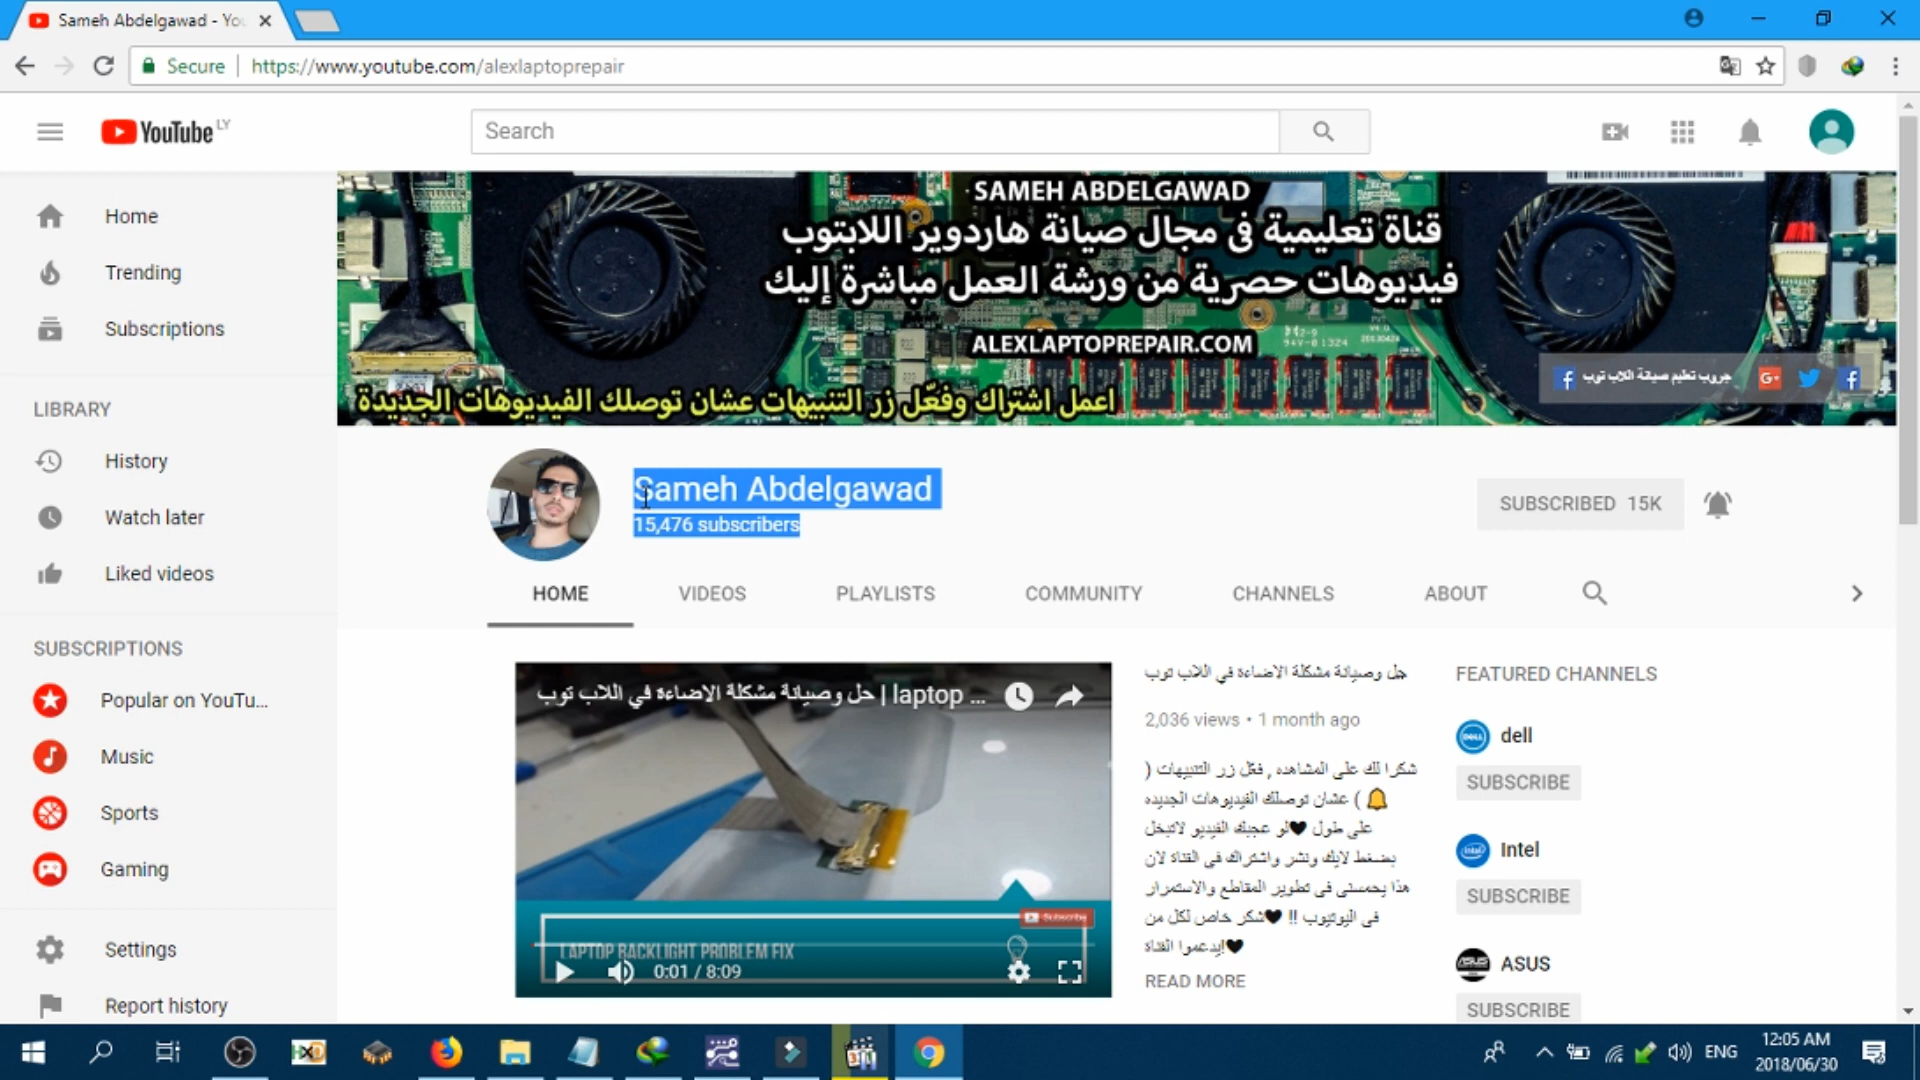 Sameh Abdelgawad - You
Secure https://www.youtube.com/alexlaptoprepair
YouTube LY
Search
Home
Trending
Subscriptions
LIBRARY
History
Watch later
Liked videos
SUBSCRIPTIONS
Popular on YouTu...
Music
Sports
Gaming
Settings
Report history
SAMEH ABDELGAWAD
قناة تعليمية فى مجال صيانة هاردوير اللابتوب
فيديوهات حصرية من ورشة العمل مباشرة إليك
ALEXLAPTOPREPAIR.COM
94V-0 1324
اعمل اشتراك وفعّل زر التنبيهات عشان توصلك الفيديوهات الجديدة
جروب تعليم صيانة اللاب توب
Sameh Abdelgawad
15,476 subscribers
SUBSCRIBED 15K
HOME VIDEOS PLAYLISTS COMMUNITY CHANNELS ABOUT
حل وصيانة مشكلة الاضاءة في اللاب توب | laptop ...
Subscribe
LAPTOP BACKLIGHT PROBLEM FIX
0:01 / 8:09
حل وصيانة مشكلة الاضاءة في اللاب توب
2,036 views • 1 month ago
شكرا لك على المشاهده , فعّل زر التنبيهات (
🔔 ) عشان توصلك الفيديوهات الجديده
على طول ♥لو عجبك الفيديو لاتبخل
بضغط لايك ونشر واشتراك فى القناة لان
هذا يحمسنى فى تطوير المقاطع والاستمرار
فى اليوتيوب !! ♥شكر خاص لكل من
يدعموا القناة!♥
READ MORE
FEATURED CHANNELS
dell
SUBSCRIBE
Intel
SUBSCRIBE
ASUS
SUBSCRIBE
ENG
12:05 AM
2018/06/30